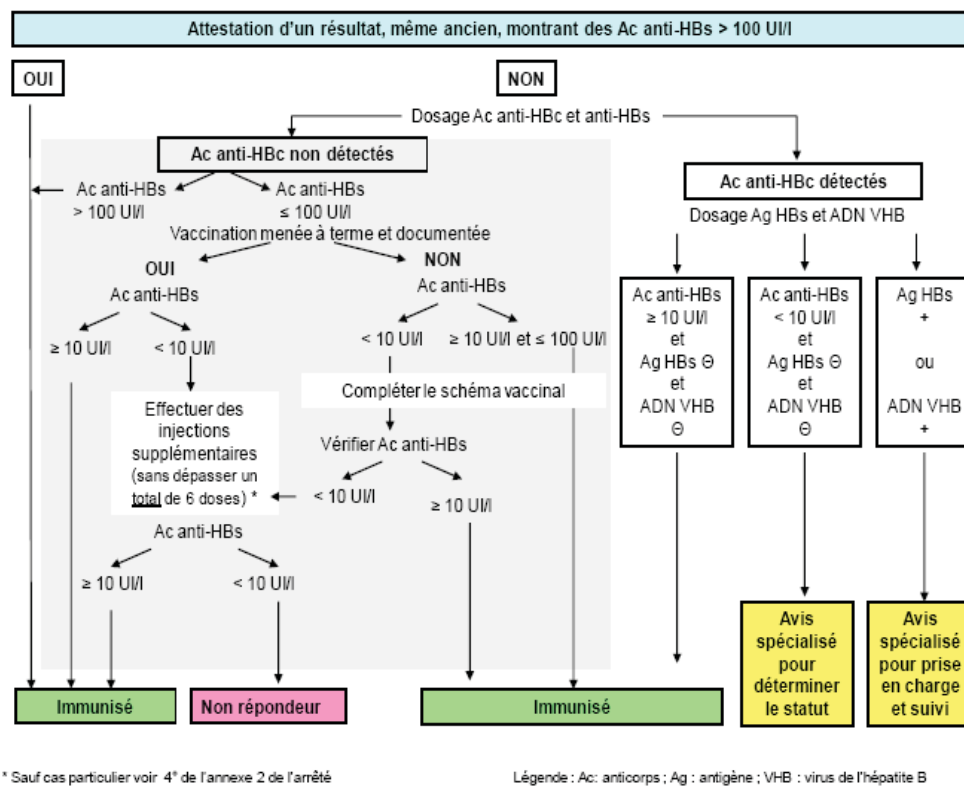 Attestation d'un résultat, même ancien, montrant des Ac anti-HBs > 100 UI/l
OUI
NON
Dosage Ac anti-HBc et anti-HBs
Ac anti-HBc non détectés
Ac anti-HBs
> 100 UI/l
Ac anti-HBs
≤ 100 UI/l
Vaccination menée à terme et documentée
OUI
Ac anti-HBs
≥ 10 UI/l
< 10 UI/l
Effectuer des
injections
supplémentaires
(sans dépasser un
total de 6 doses) *
Ac anti-HBs
≥ 10 UI/l
< 10 UI/l
NON
Ac anti-HBs
< 10 UI/l
≥ 10 UI/l et ≤ 100 UI/l
Compléter le schéma vaccinal
Vérifier Ac anti-HBs
< 10 UI/l
≥ 10 UI/l
Ac anti-HBc détectés
Dosage Ag HBs et ADN VHB
Ac anti-HBs
≥ 10 UI/l
et
Ag HBs Θ
et
ADN VHB
Θ
Ac anti-HBs
< 10 UI/l
et
Ag HBs Θ
et
ADN VHB
Θ
Ag HBs
+
ou
ADN VHB
+
Immunisé
Non répondeur
Immunisé
Avis
spécialisé
pour
déterminer
le statut
Avis
spécialisé
pour prise
en charge
et suivi
* Sauf cas particulier voir 4° de l'annexe 2 de l'arrêté
Légende : Ac: anticorps ; Ag : antigène ; VHB : virus de l'hépatite B